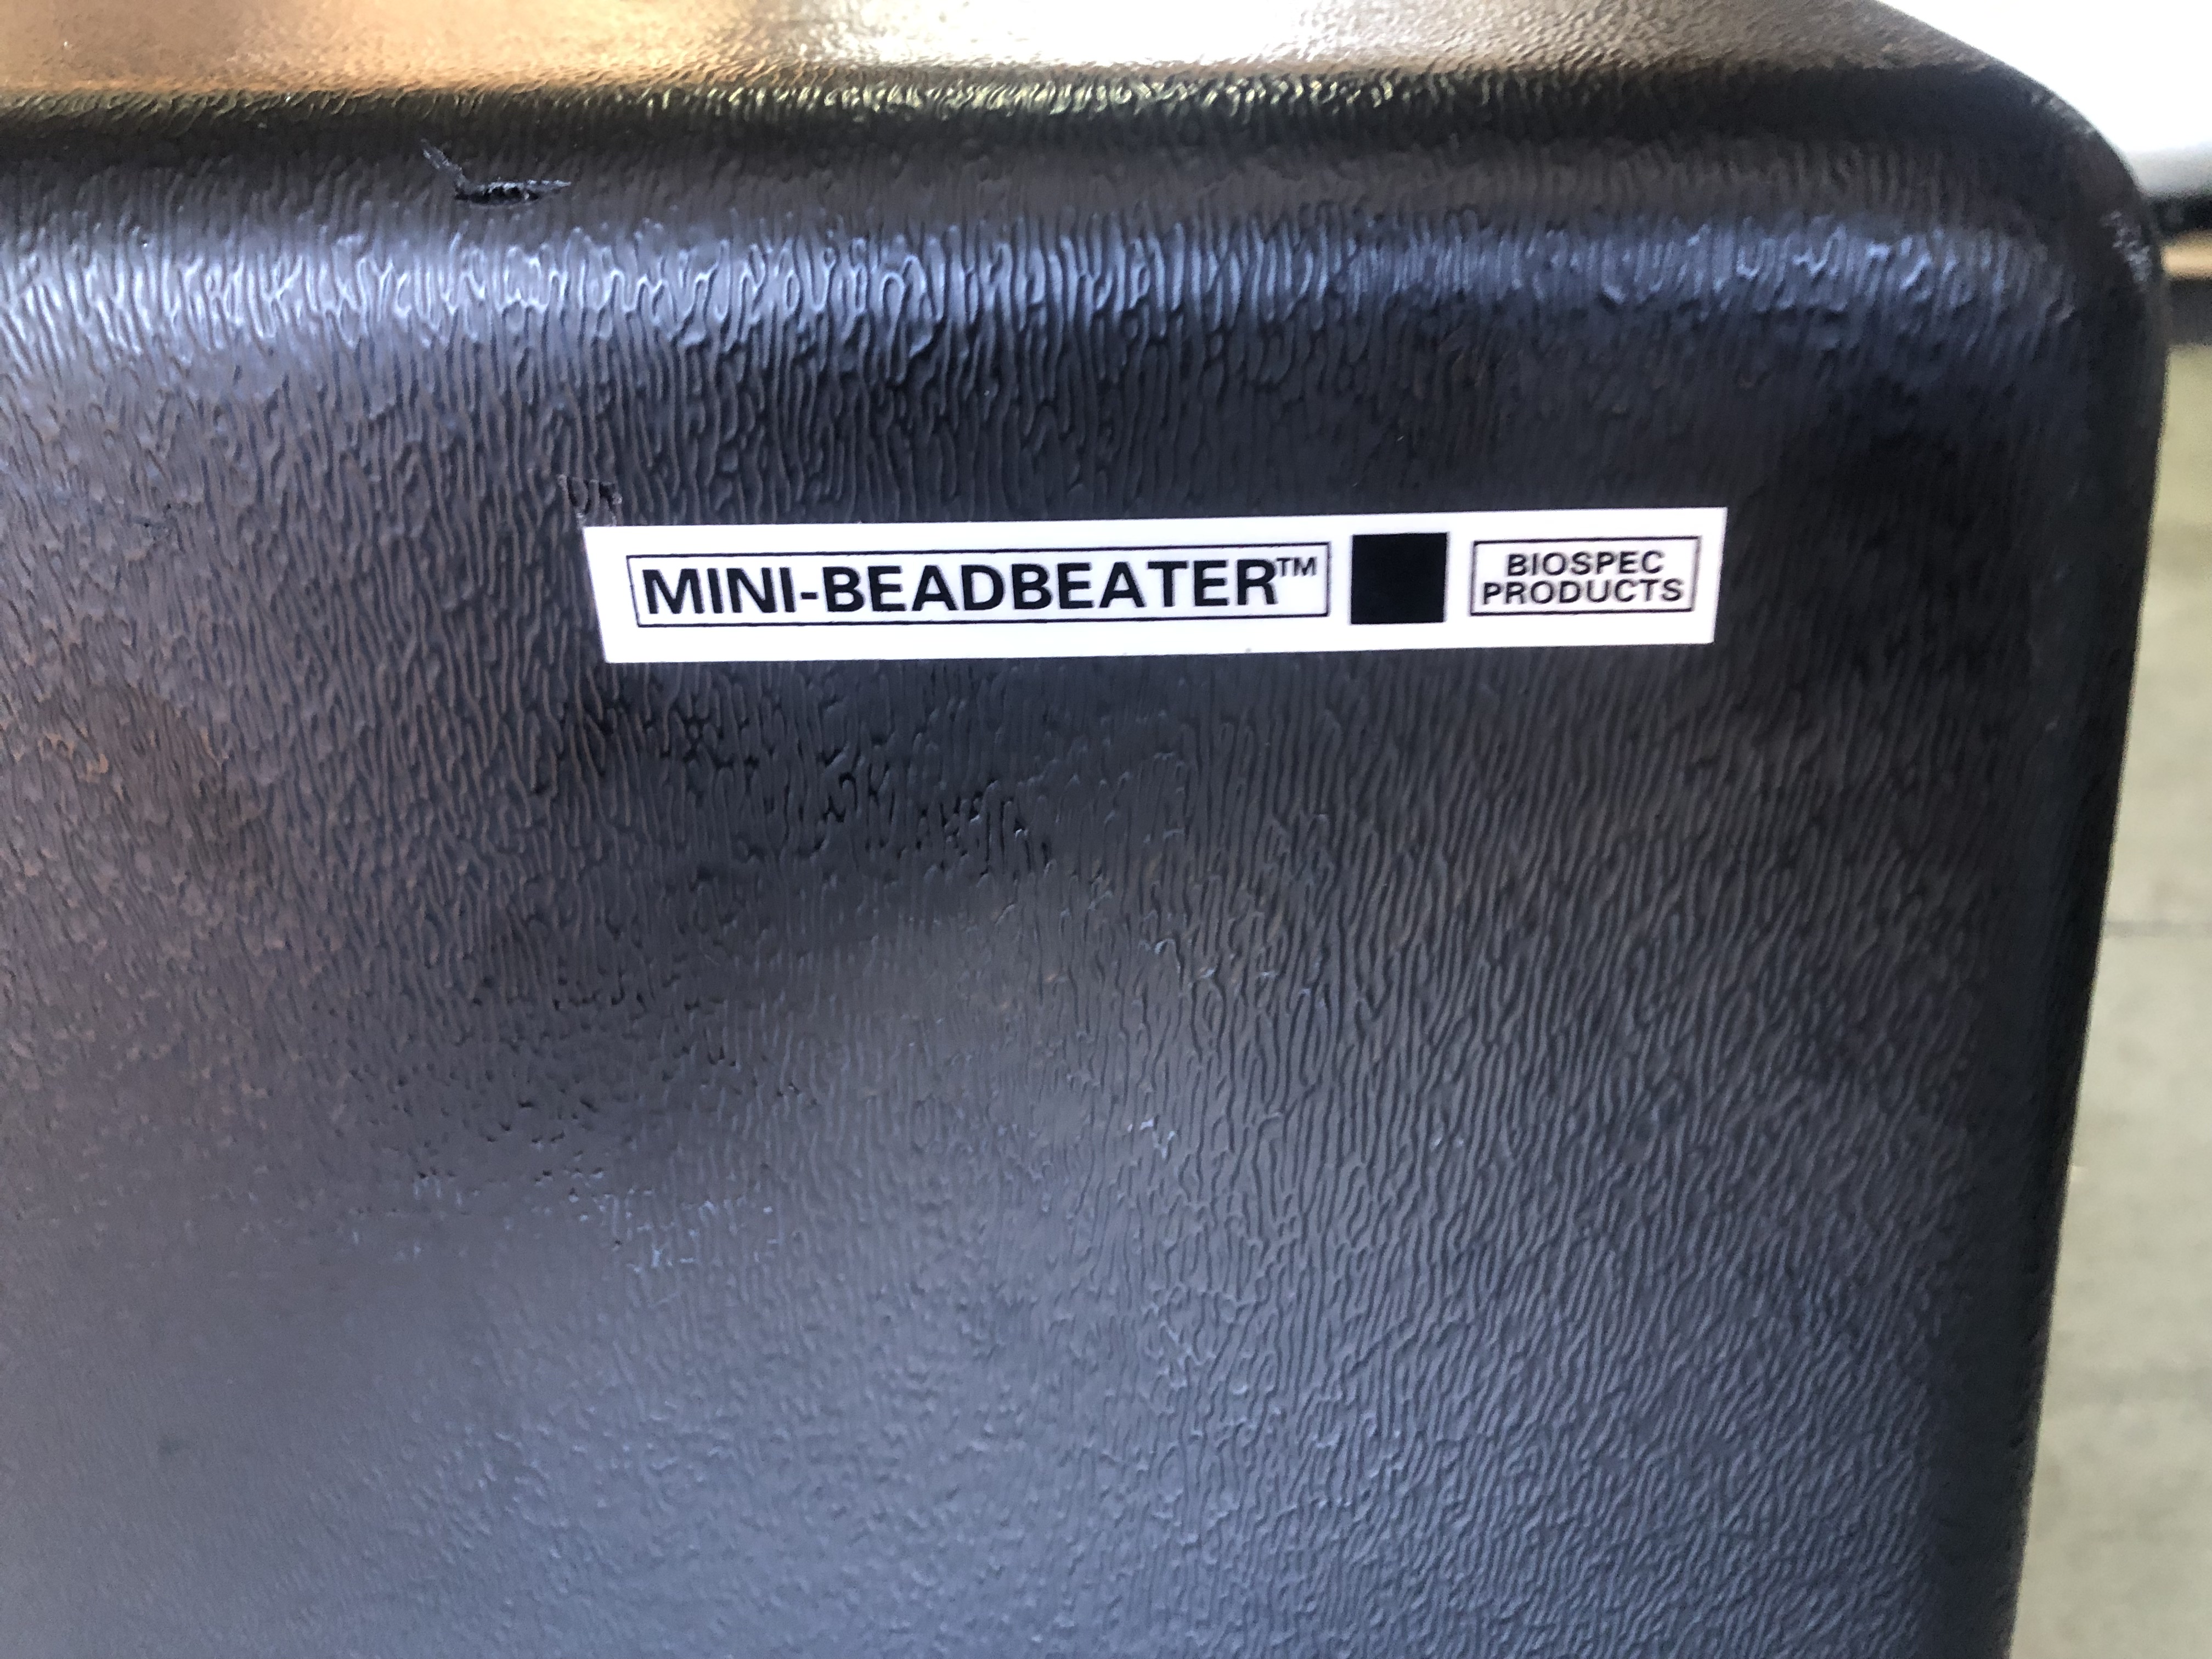 MINI-BEADBEATER™
BIOSPEC
PRODUCTS